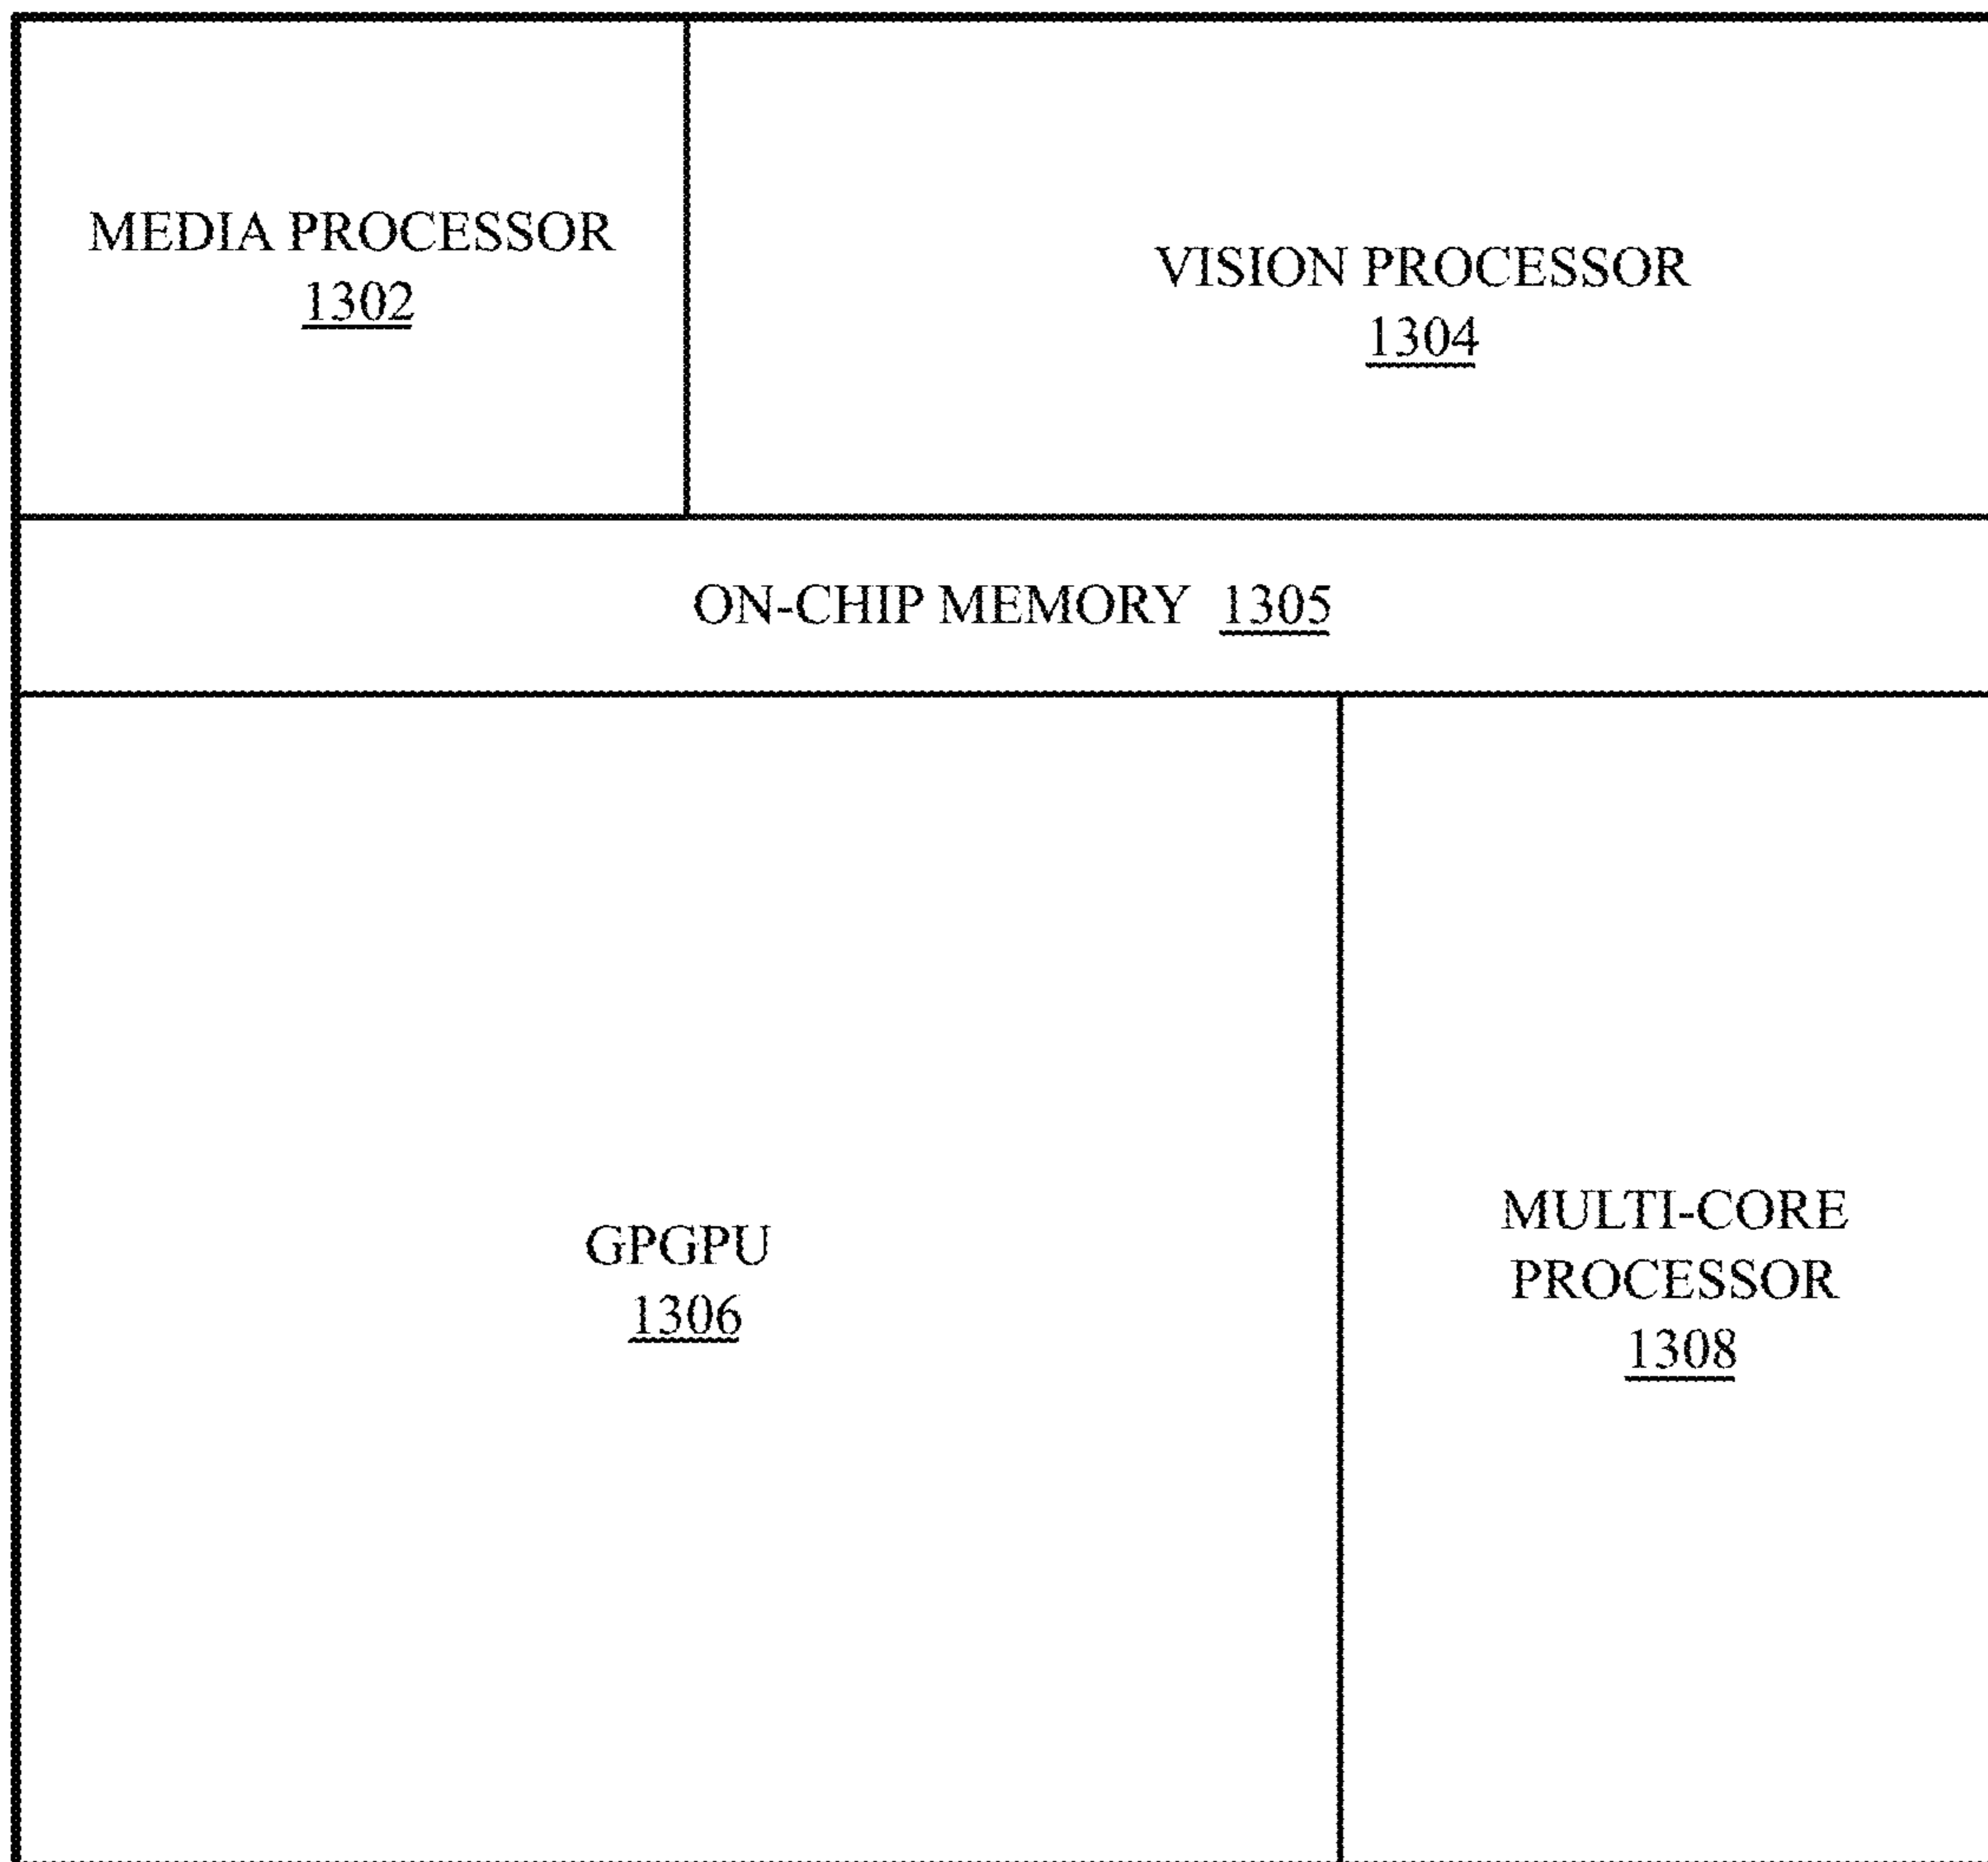 MEDIA PROCESSOR
1302
VISION PROCESSOR
1304
ON-CHIP MEMORY 1305
GPGPU
1306
MULTI-CORE
PROCESSOR
1308